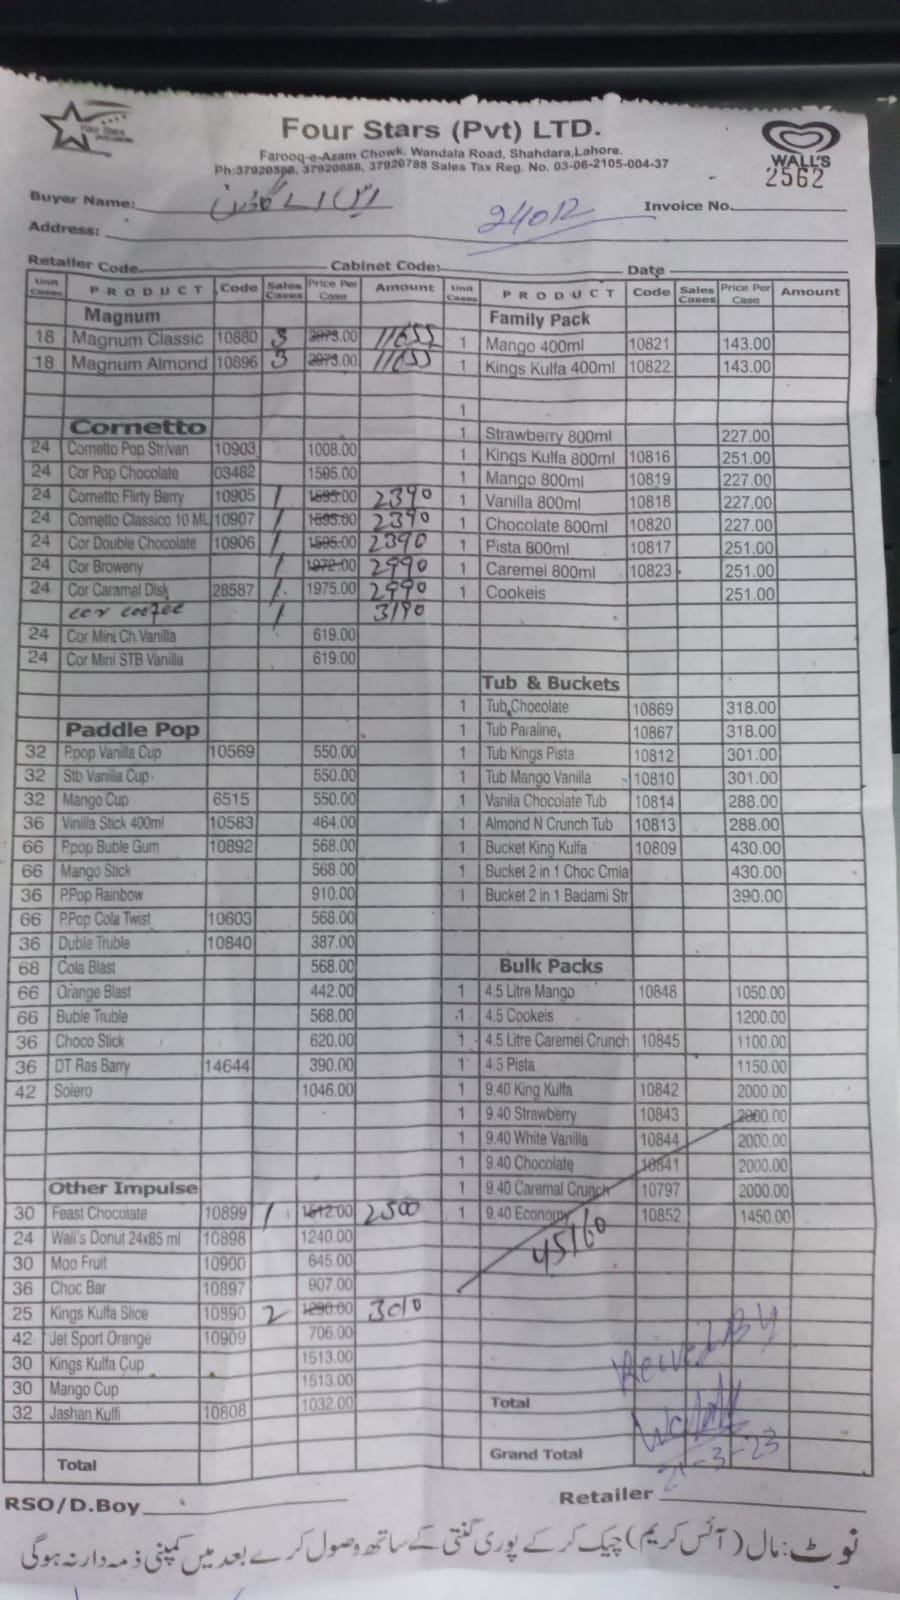 Four Stars (Pvt) LTD.
Farooq-e-Azam Chowk. Wandala Road, Shahdara,Lahore.
Ph:37920588, 37920688, 37920788 Sales Tax Reg. No. 03-06-2105-004-37
WALL'S
2562
Buyer Name:
24012
Invoice No.
Address:
Retailer Code Cabinet Code: Date
Unit Cases PRODUCT Code Sales Cases Price Per Case Amount Unit Cases PRODUCT Code Sales Cases Price Per Case Amount
Magnum Family Pack
18 Magnum Classic 10880 3 2073.00 11655 1 Mango 400ml 10821 143.00
18 Magnum Almond 10896 3 2073.00 11655 1 Kings Kulfa 400ml 10822 143.00
1
Cornetto 1 Strawberry 800ml 227.00
24 Cornetto Pop Str/van 10903 1008.00 1 Kings Kulfa 800ml 10816 251.00
24 Cor Pop Chocolate 03482 1595.00 1 Mango 800ml 10819 227.00
24 Cornetto Flirty Berry 10905 1 1595.00 2390 1 Vanilla 800ml 10818 227.00
24 Cornetto Classico 10 ML 10907 1 1595.00 2390 1 Chocolate 800ml 10820 227.00
24 Cor Double Chocolate 10906 1 1595.00 2390 1 Pista 800ml 10817 251.00
24 Cor Broweny 1 1972.00 2990 1 Caremel 800ml 10823 251.00
24 Cor Caramel Disk 28587 1 1975.00 2990 1 Cookeis 251.00
cor coofee 1 3190
24 Cor Mini Ch Vanilla 619.00
24 Cor Mini STB Vanilla 619.00
Tub & Buckets
1 Tub Chocolate 10869 318.00
Paddle Pop 1 Tub Paraline, 10867 318.00
32 P.pop Vanilla Cup 10569 550.00 1 Tub Kings Pista 10812 301.00
32 Stb Vanilla Cup 550.00 1 Tub Mango Vanilla 10810 301.00
32 Mango Cup 6515 550.00 1 Vanila Chocolate Tub 10814 288.00
36 Vinilla Stick 400ml 10583 464.00 1 Almond N Crunch Tub 10813 288.00
66 P.pop Buble Gum 10892 568.00 1 Bucket King Kulfa 10809 430.00
66 Mango Stick 568.00 1 Bucket 2 in 1 Choc Cmla 430.00
36 P.Pop Rainbow 910.00 1 Bucket 2 in 1 Badami Str 390.00
66 P.Pop Cola Twist 10603 568.00
36 Duble Truble 10840 387.00
68 Cola Blast 568.00 Bulk Packs
66 Orange Blast 442.00 1 4.5 Litre Mango 10848 1050.00
66 Buble Truble 568.00 1 4.5 Cookeis 1200.00
36 Choco Stick 620.00 1 4.5 Litre Caremel Crunch 10845 1100.00
36 DT Ras Barry 14644 390.00 1 4.5 Pista 1150.00
42 Solero 1046.00 1 9.40 King Kulfa 10842 2000.00
1 9.40 Strawberry 10843 2000.00
1 9.40 White Vanilla 10844 2000.00
1 9.40 Chocolate 10841 2000.00
Other Impulse 1 9.40 Caremal Crunch 10797 2000.00
30 Feast Chocolate 10899 1 1512.00 2500 1 9.40 Economy 10852 1450.00
24 Wall's Donut 24x85 ml 10898 1240.00
45160
30 Moo Fruit 10900 645.00
36 Choc Bar 10897 907.00
25 Kings Kulfa Slice 10890 2 1290.00 3010
42 Jet Sport Orange 10909 706.00
30 Kings Kulfa Cup 1513.00
30 Mango Cup 1513.00
32 Jashan Kulfi 10808 1032.00 Total
Grand Total
Total
21-3-23
RSO/D.Boy Retailer
نوٹ: مال (آئس کریم) چیک کر کے پوری گنتی کے ساتھ وصول کرے بعد میں کمپنی ذمہ دار نہ ہوگی